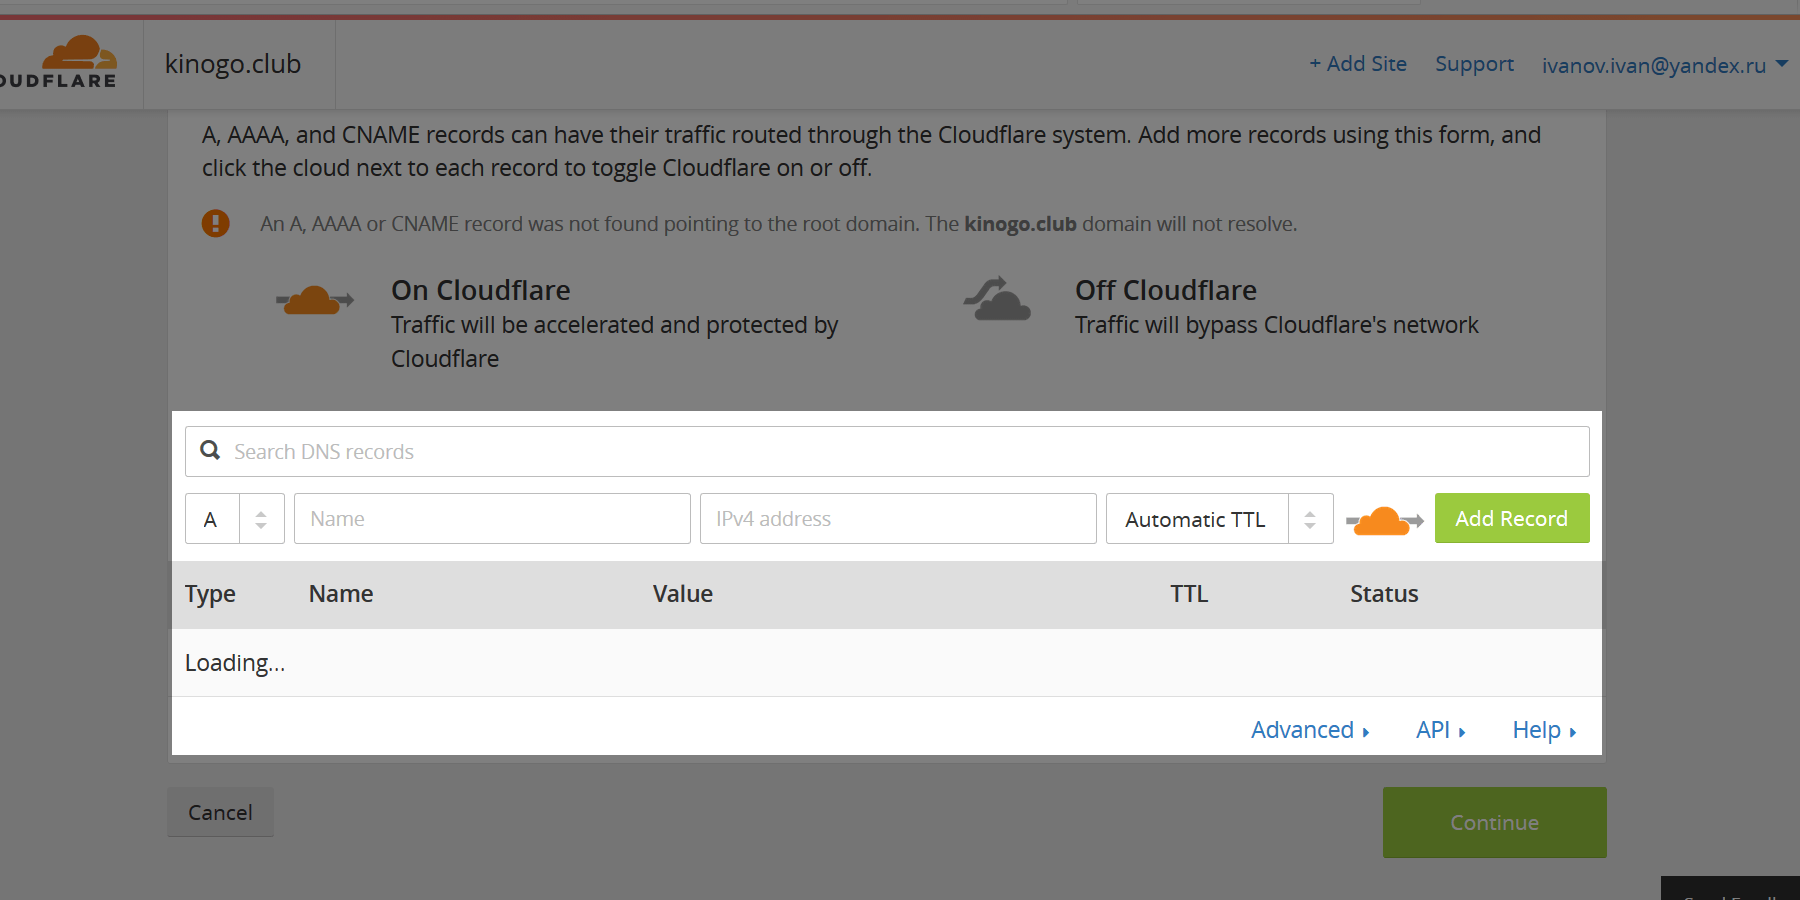 OUDFLARE
kinogo.club
+ Add Site
Support
ivanov.ivan@yandex.ru
A, AAAA, and CNAME records can have their traffic routed through the Cloudflare system. Add more records using this form, and
click the cloud next to each record to toggle Cloudflare on or off.
An A, AAAA or CNAME record was not found pointing to the root domain. The kinogo.club domain will not resolve.
On Cloudflare
Traffic will be accelerated and protected by
Cloudflare
Off Cloudflare
Traffic will bypass Cloudflare's network
Search DNS records
A
Name
IPv4 address
Automatic TTL
Add Record
Type
Name
Value
TTL
Status
Loading...
Advanced
API
Help
Cancel
Continue